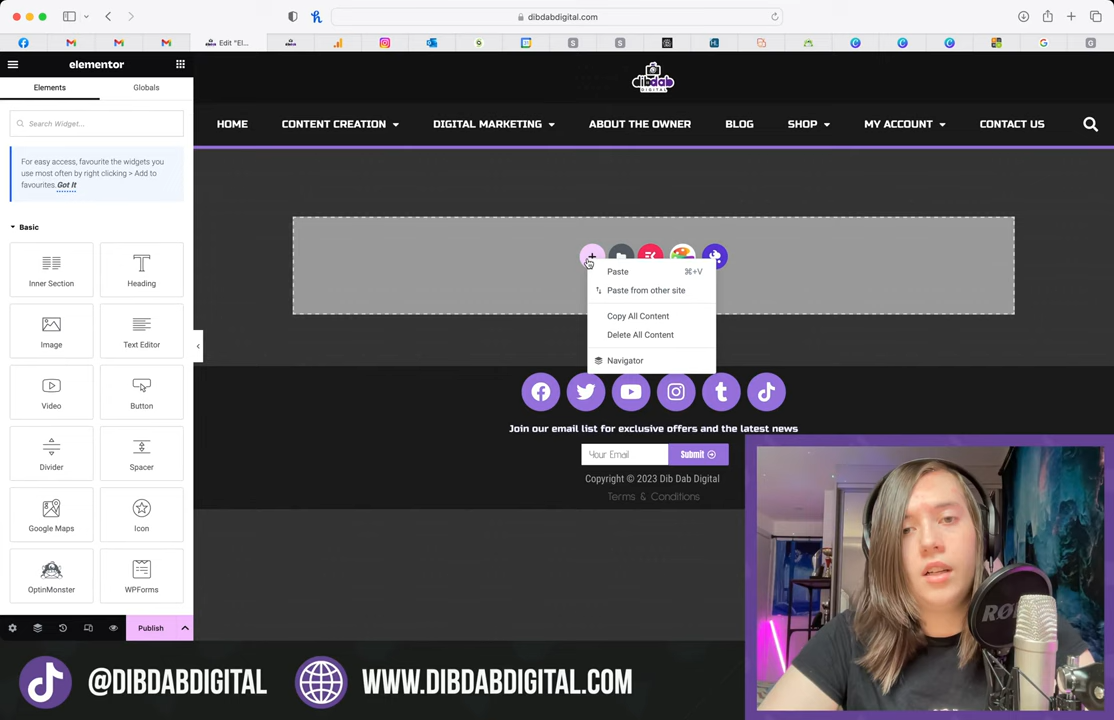 dibdabdigital.com
Edit "El...
elementor
Elements
Globals
Search Widget...
For easy access, favourite the widgets you
use most often by right clicking > Add to
favourites. Got It
Basic
Inner Section
Heading
Image
Text Editor
Video
Button
Divider
Spacer
Google Maps
Icon
OptinMonster
WPForms
Publish
dibdab
DIGITAL
HOME
CONTENT CREATION
DIGITAL MARKETING
ABOUT THE OWNER
BLOG
SHOP
MY ACCOUNT
CONTACT US
Paste ⌘+V
Paste from other site
Copy All Content
Delete All Content
Navigator
Join our email list for exclusive offers and the latest news
Your Email
Submit
Copyright © 2023 Dib Dab Digital
Terms & Conditions
@DIBDABDIGITAL
WWW.DIBDABDIGITAL.COM